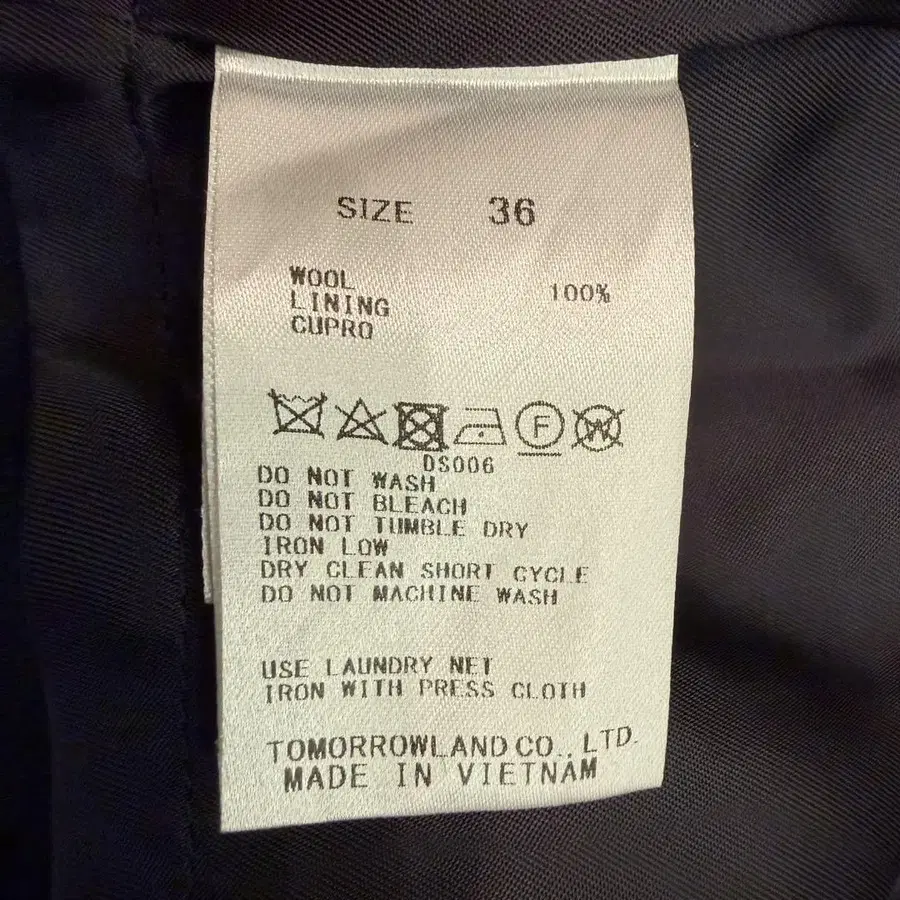 SIZE 36
WOOL 100%
LINING
CUPRO
F W
DS006
DO NOT WASH
DO NOT BLEACH
DO NOT TUMBLE DRY
IRON LOW
DRY CLEAN SHORT CYCLE
DO NOT MACHINE WASH
USE LAUNDRY NET
IRON WITH PRESS CLOTH
TOMORROWLAND CO., LTD.
MADE IN VIETNAM